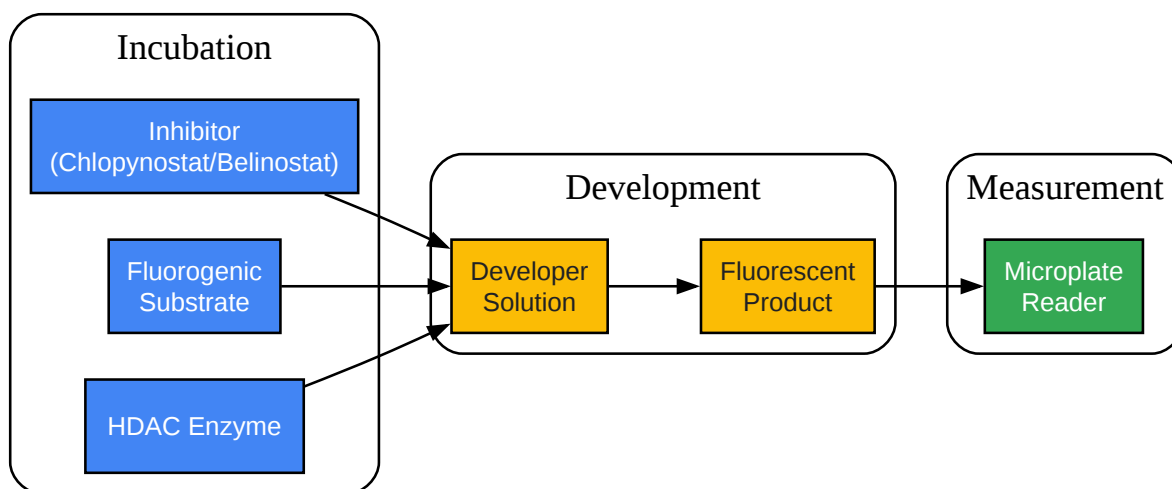 Incubation
Inhibitor
(Chlopynostat/Belinostat)
Fluorogenic
Substrate
HDAC Enzyme
Development
Developer
Solution
Fluorescent
Product
Measurement
Microplate
Reader